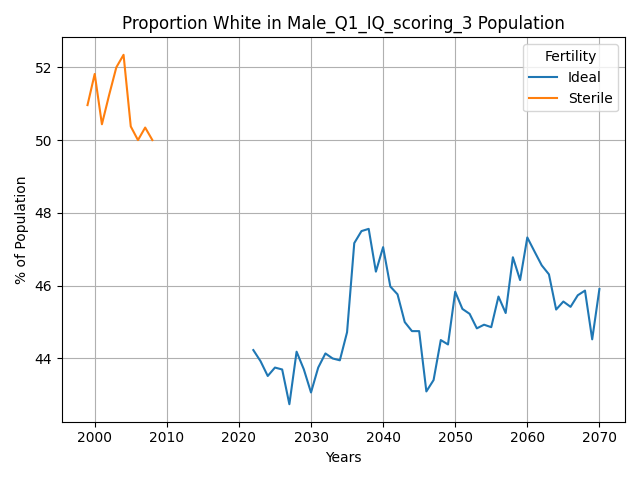 Proportion White in Male_Q1_IQ_scoring_3 Population
Fertility
Ideal
Sterile
% of Population
52
50
48
46
44
2000 2010 2020 2030 2040 2050 2060 2070
Years